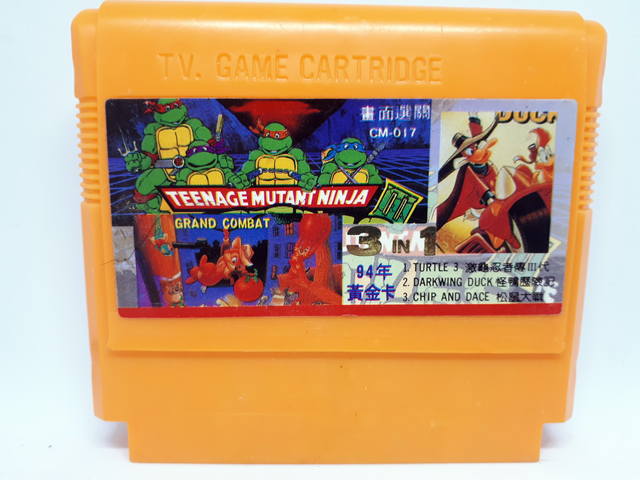 TV. GAME CARTRIDGE
畫面選關
CM-017
DUCK
TEENAGE MUTANT NINJA
III
GRAND COMBAT
3 IN 1
94年
黃金卡
1. TURTLE 3 激龜忍者傳III代
2. DARKWING DUCK 怪鴨歷險記
3. CHIP AND DACE 松鼠大戰